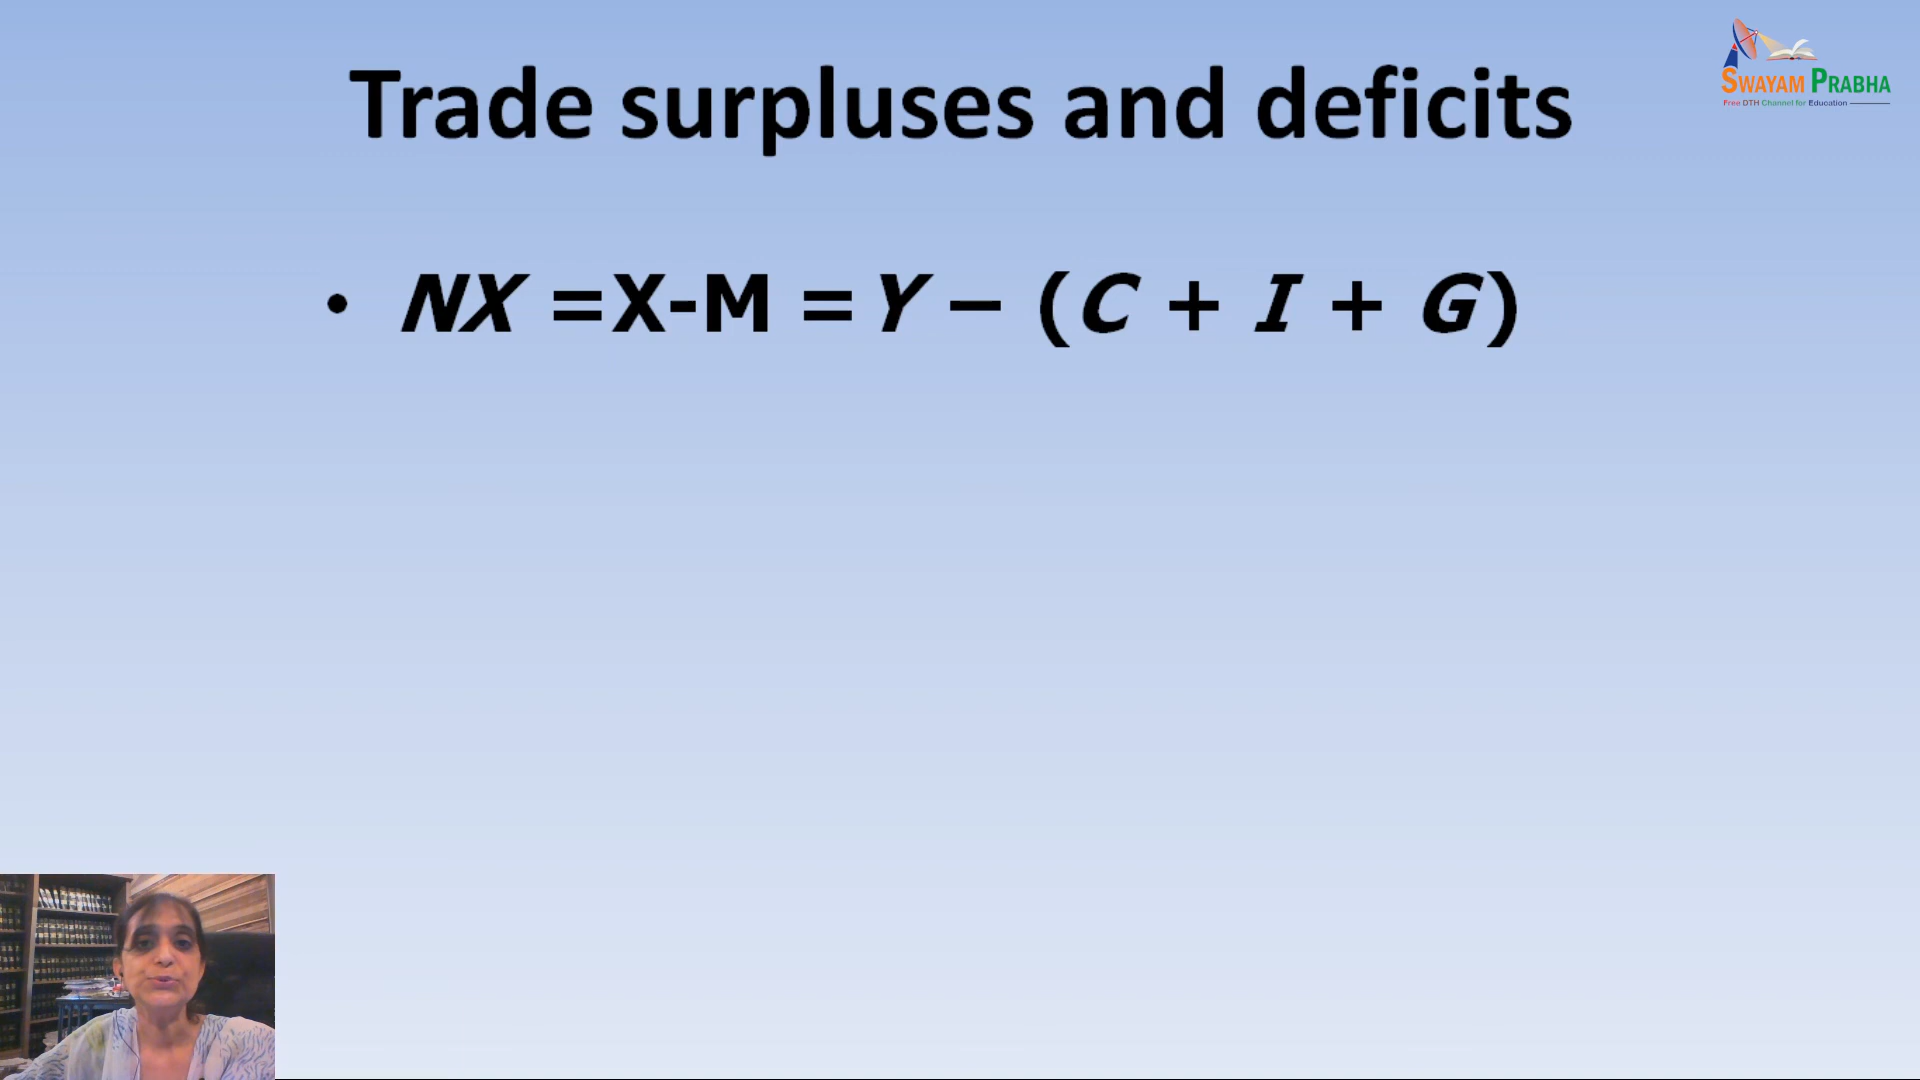 Trade surpluses and deficits
SWAYAM PRABHA
Free DTH Channel for Education
• NX =X-M =Y – (C + I + G)